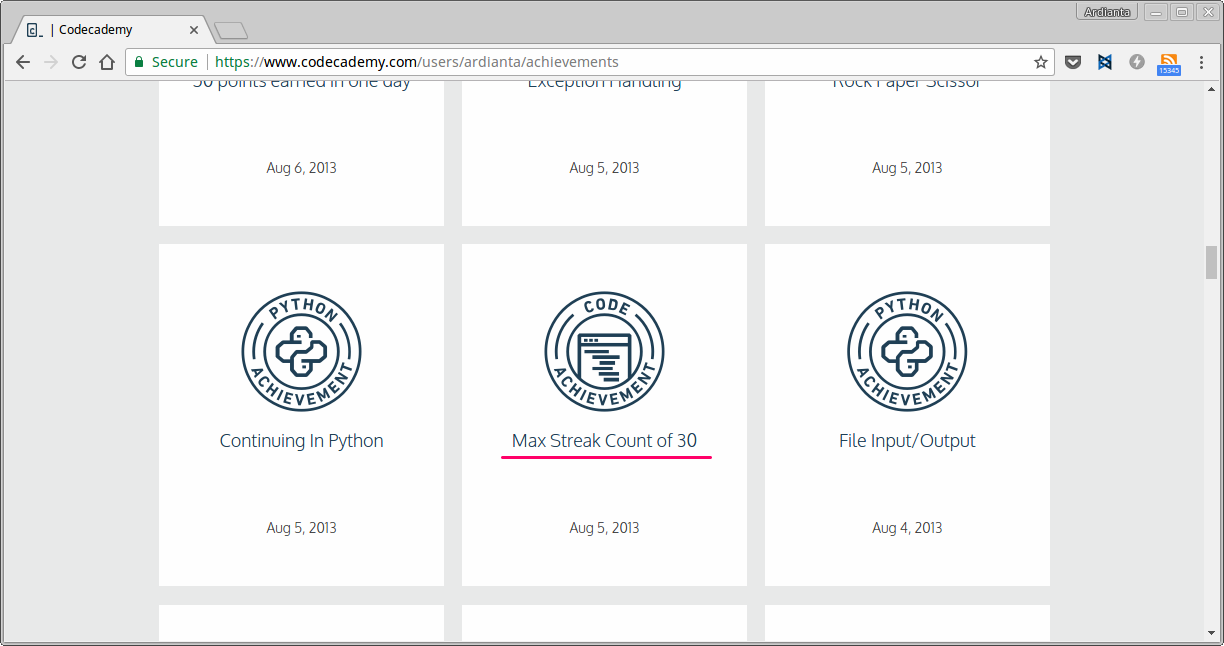 Ardianta
| Codecademy
Secure https://www.codecademy.com/users/ardianta/achievements
15345
50 points earned in one day
Exception Handling
Rock Paper Scissor
Aug 6, 2013
Aug 5, 2013
Aug 5, 2013
PYTHON
ACHIEVEMENT
Continuing In Python
Aug 5, 2013
CODE
ACHIEVEMENT
Max Streak Count of 30
Aug 5, 2013
PYTHON
ACHIEVEMENT
File Input/Output
Aug 4, 2013